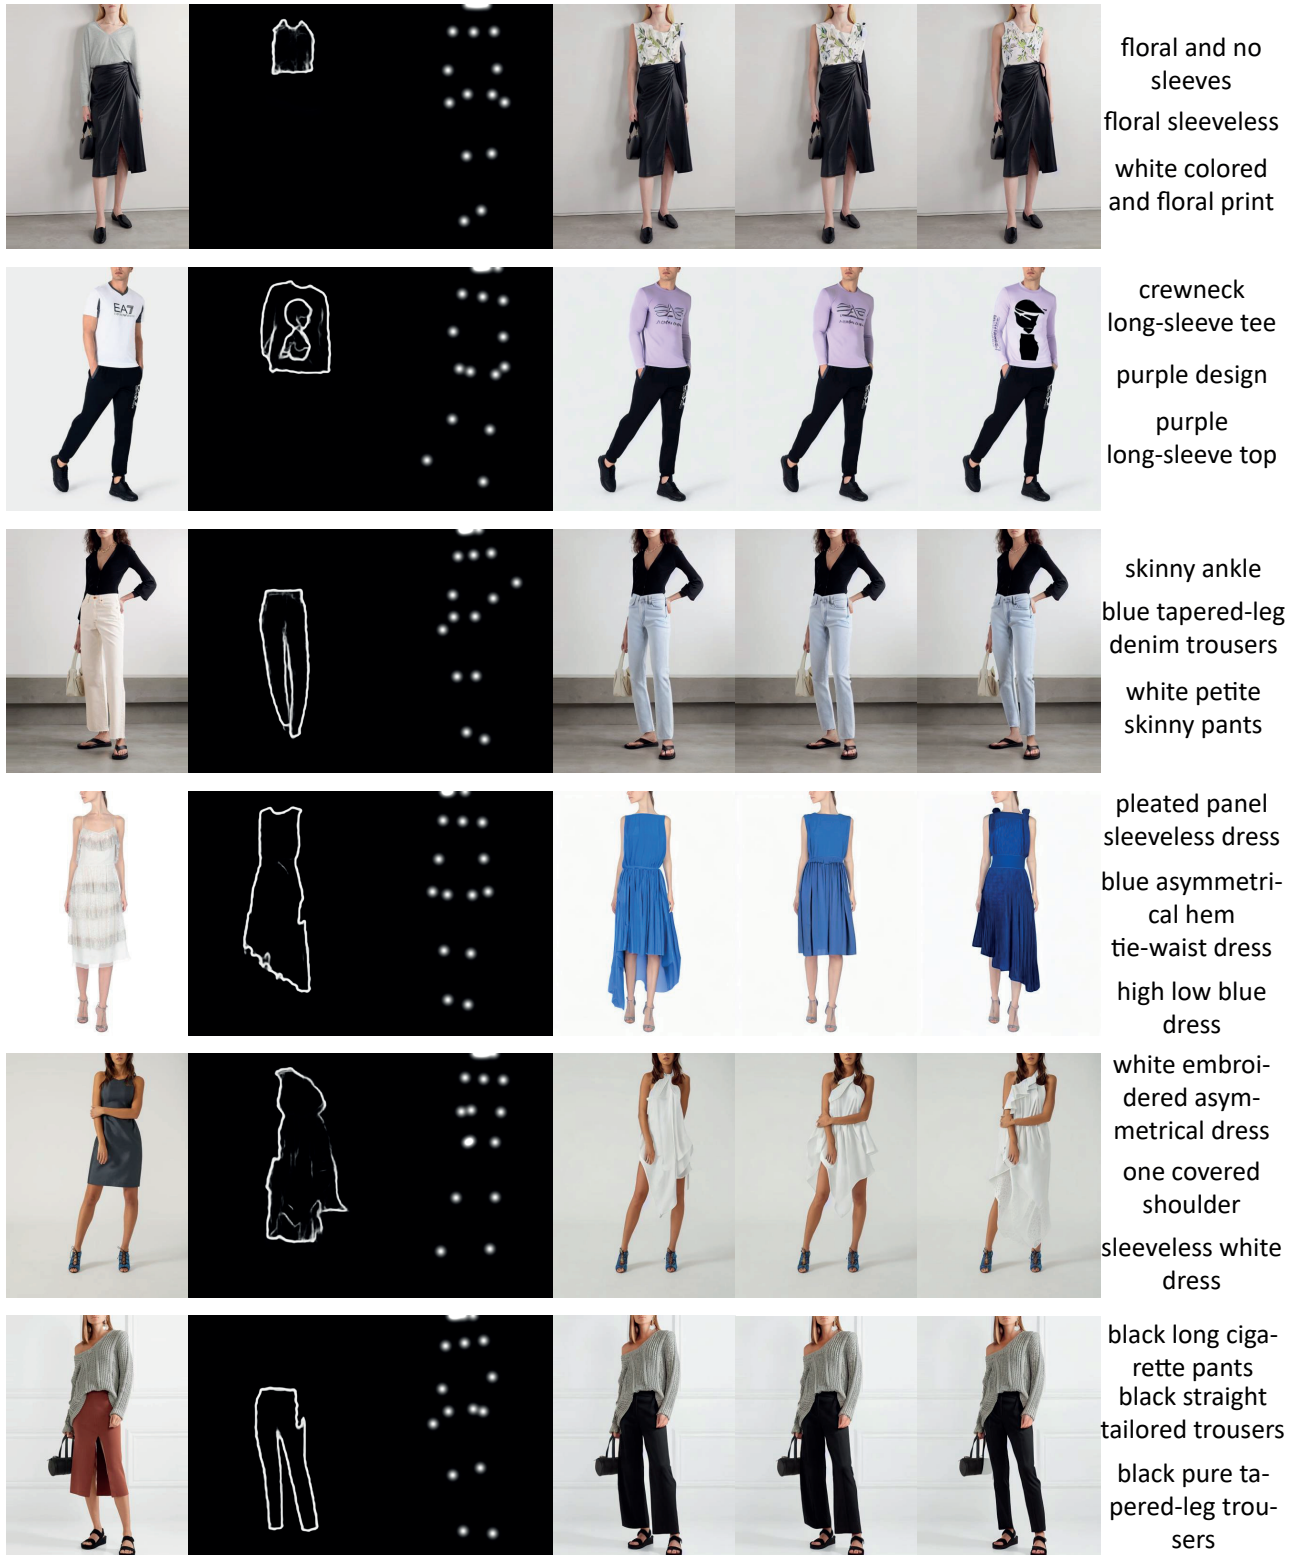 floral and no
sleeves
floral sleeveless
white colored
and floral print
EA7
crewneck
long-sleeve tee
purple design
purple
long-sleeve top
skinny ankle
blue tapered-leg
denim trousers
white petite
skinny pants
pleated panel
sleeveless dress
blue asymmetri-
cal hem
tie-waist dress
high low blue
dress
white embroi-
dered asym-
metrical dress
one covered
shoulder
sleeveless white
dress
black long ciga-
rette pants
black straight
tailored trousers
black pure ta-
pered-leg trou-
sers